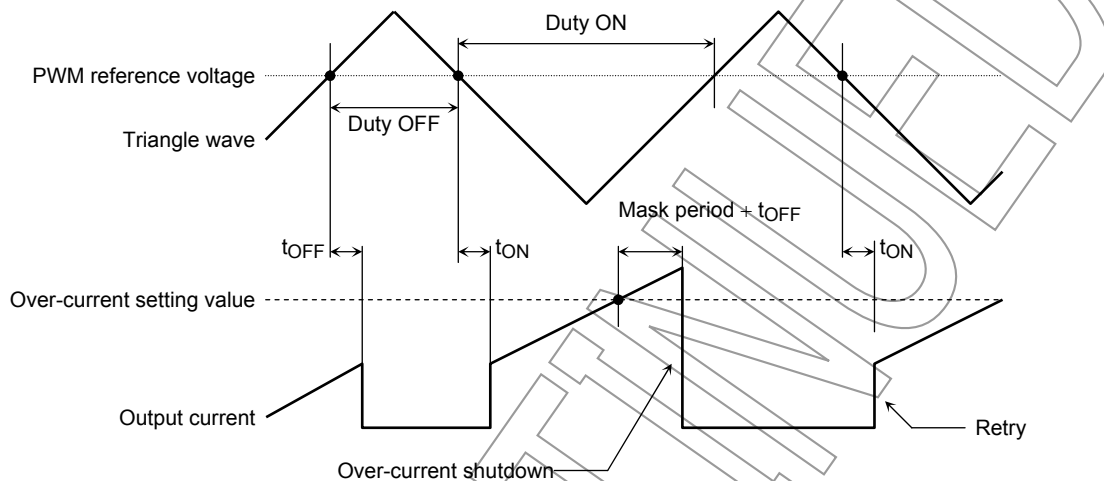 Duty ON
PWM reference voltage
Duty OFF
Triangle wave
Mask period + tOFF
tOFF
tON
tON
Over-current setting value
Output current
Retry
Over-current shutdown